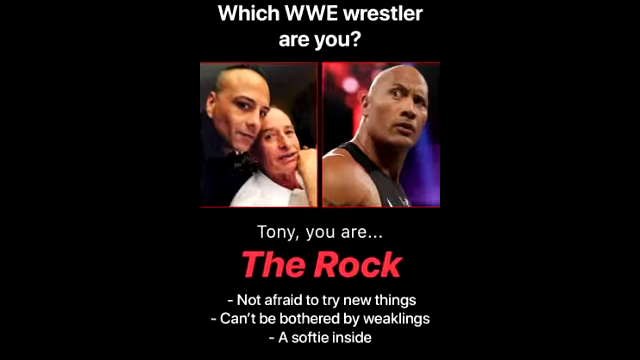 Which WWE wrestler
are you?
Tony, you are...
The Rock
- Not afraid to try new things
- Can't be bothered by weaklings
- A softie inside